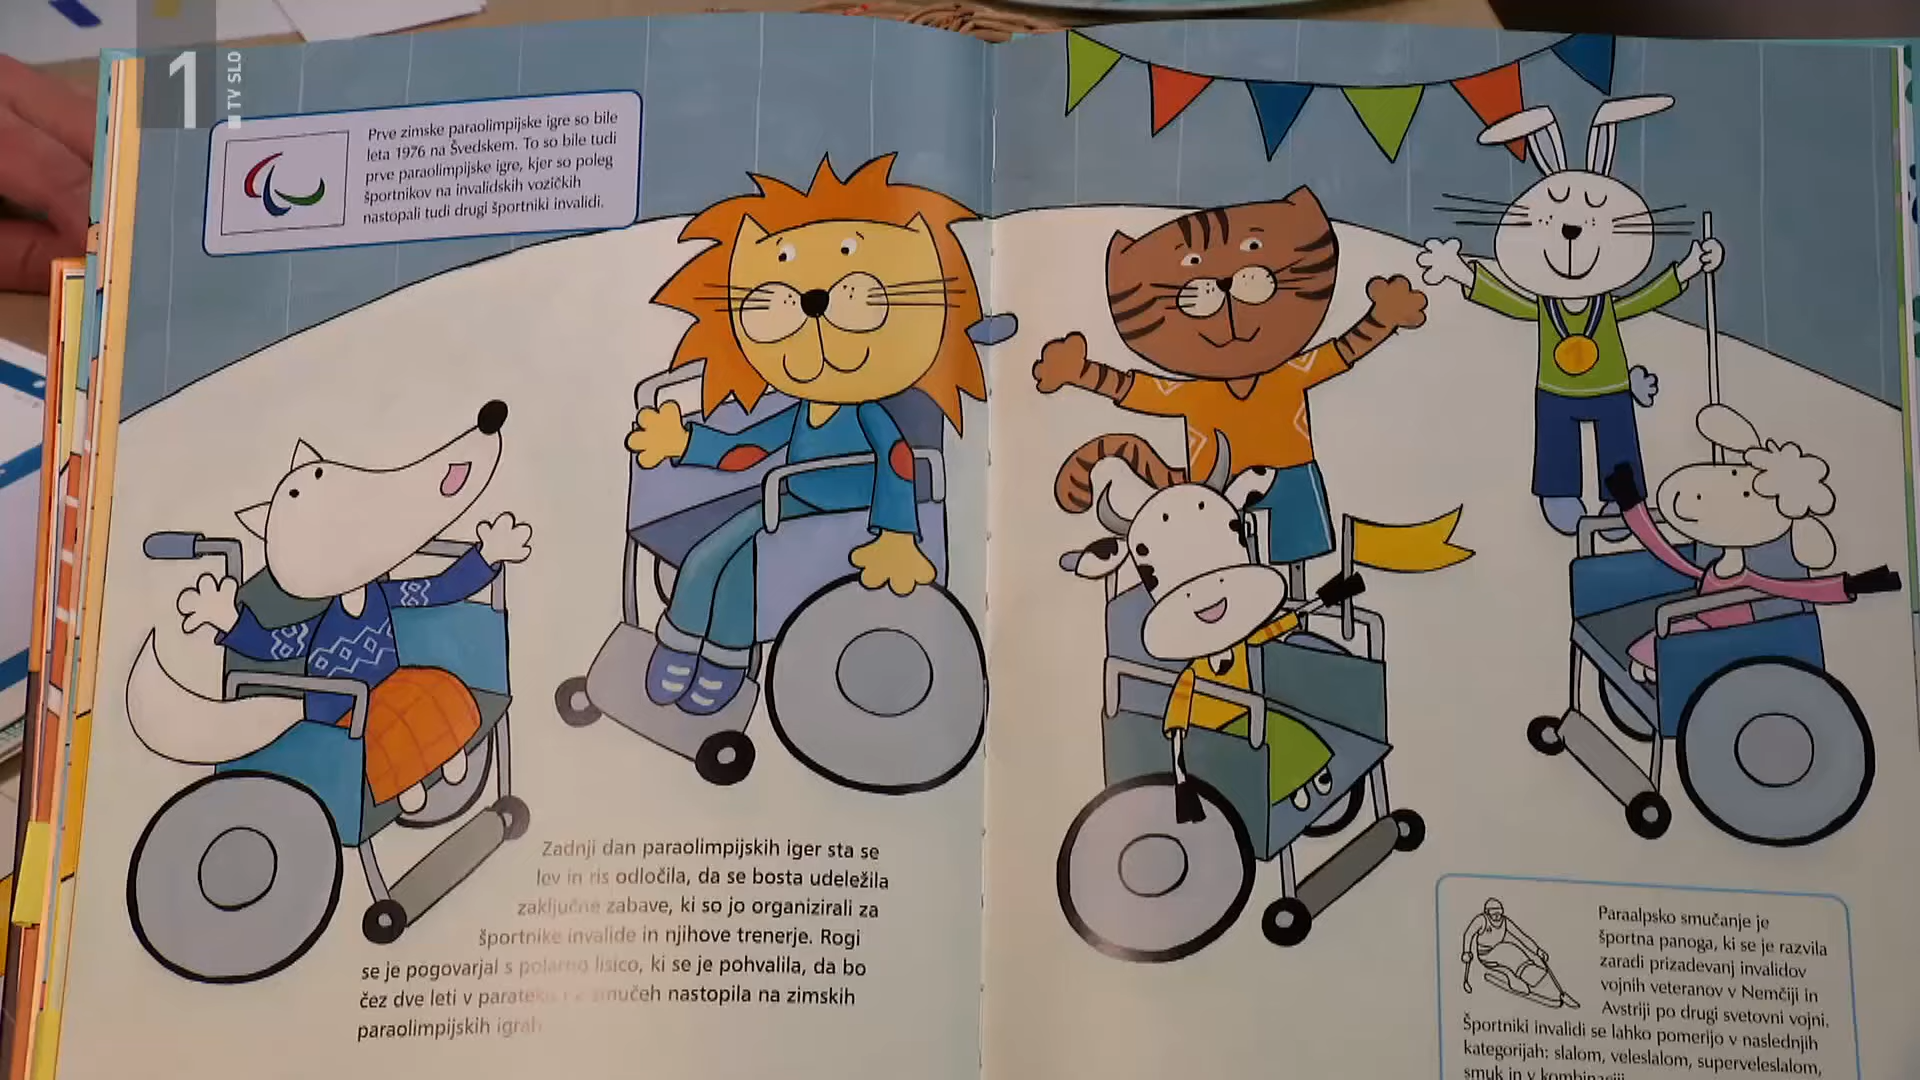 1
TV SLO
Prve zimske paraolimpijske igre so bile
leta 1976 na Švedskem. To so bile tudi
prve paraolimpijske igre, kjer so poleg
športnikov na invalidskih vozičkih
nastopali tudi drugi športniki invalidi.
Zadnji dan paraolimpijskih iger sta se
lev in ris odločila, da se bosta udeležila
zaključne zabave, ki so jo organizirali za
športnike invalide in njihove trenerje. Rogi
se je pogovarjal s polarno lisico, ki se je pohvalila, da bo
čez dve leti v smučeh nastopila na zimskih
paraolimpijskih igrah
Paraalpsko smučanje je
športna panoga, ki se je razvila
zaradi prizadevanj invalidov
vojnih veteranov v Nemčiji in
Avstriji po drugi svetovni vojni.
Športniki invalidi se lahko pomerijo v naslednjih
kategorijah: slalom, veleslalom, superveleslalom,
smuk in v kombinaciji